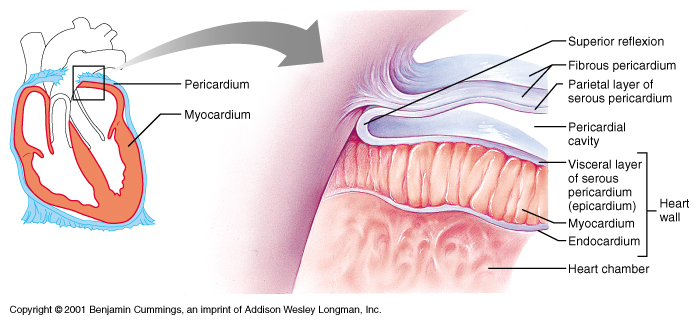 Pericardium
Myocardium
Superior reflexion
Fibrous pericardium
Parietal layer of
serous pericardium
Pericardial
cavity
Visceral layer
of serous
pericardium
(epicardium)
Myocardium
Endocardium
Heart
wall
Heart chamber
Copyright © 2001 Benjamin Cummings, an imprint of Addison Wesley Longman, Inc.